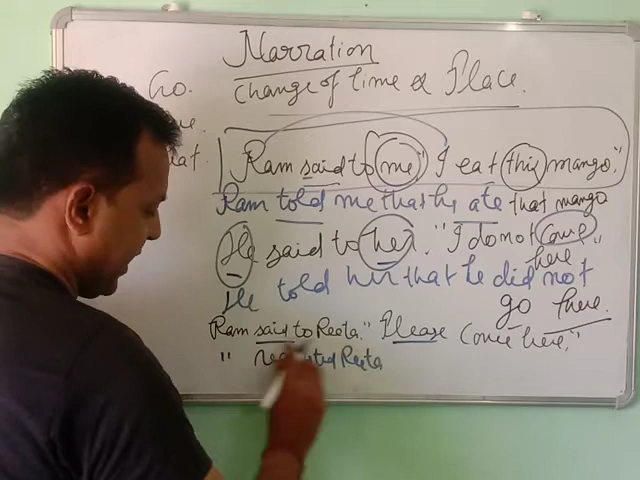 Narration
Go. change of time & Place.
Ram said to me" I eat this mango."
Ram told me that he ate that mango
He said to her. "I do not come
here"
He told her that he did not
go there.
Ram said to Reeta." Please come here."
" Reeta